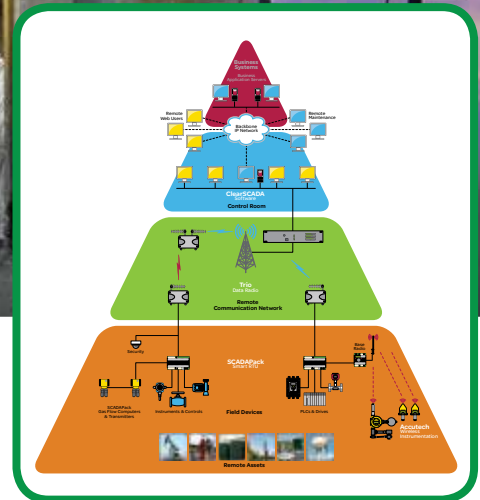 Business
Systems
Business
Application Servers
Remote
Web Users
Remote
Maintenance
Backbone
IP Network
ClearSCADA
Software
Control Room
Trio
Data Radio
Remote
Communication Network
Security
SCADAPack
Smart RTU
Base
Radio
SCADAPack
Gas Flow Computers
& Transmitters
Instruments & Controls
Field Devices
PLCs & Drives
Accutech
Wireless
Instrumentation
Remote Assets